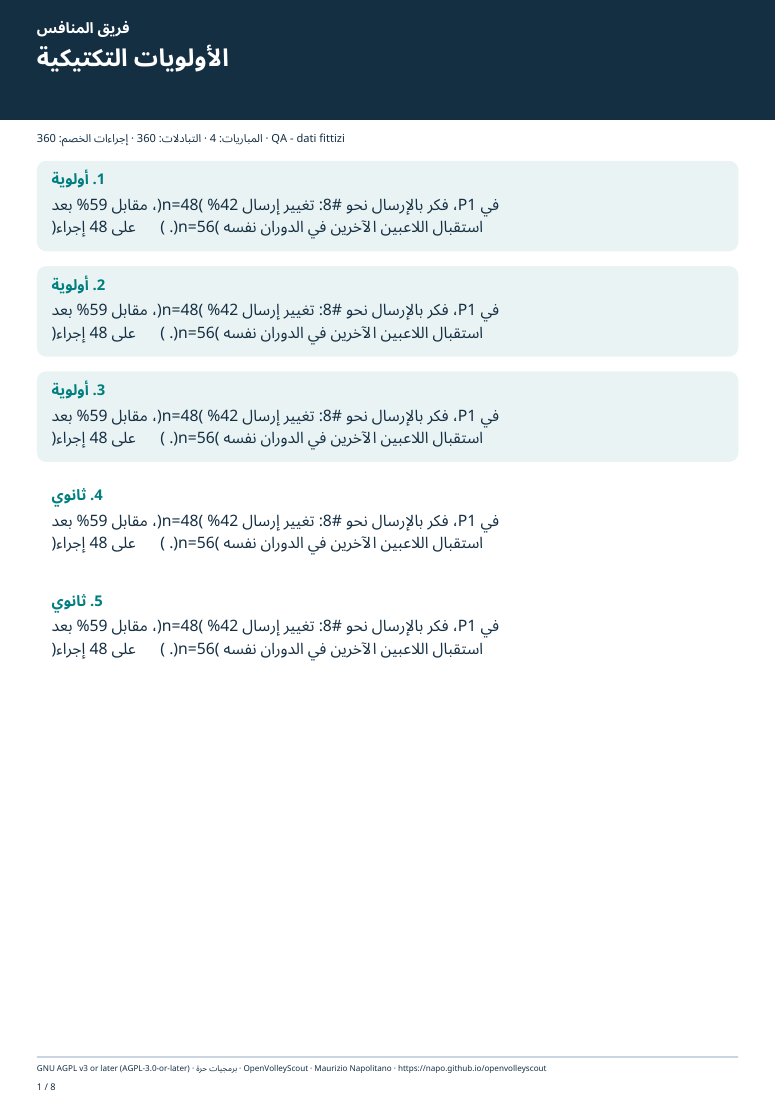 فريق المنافس
الأولويات التكتيكية
QA - dati fittizi · المباريات: 4 · التبادلات: 360 · إجراءات الخصم: 360
1. أولوية
في P1، فكر بالإرسال نحو #8: تغيير إرسال 42% (n=48)، مقابل 59% بعد
استقبال اللاعبين الآخرين في الدوران نفسه (n=56). ( على 48 إجراء)
2. أولوية
في P1، فكر بالإرسال نحو #8: تغيير إرسال 42% (n=48)، مقابل 59% بعد
استقبال اللاعبين الآخرين في الدوران نفسه (n=56). ( على 48 إجراء)
3. أولوية
في P1، فكر بالإرسال نحو #8: تغيير إرسال 42% (n=48)، مقابل 59% بعد
استقبال اللاعبين الآخرين في الدوران نفسه (n=56). ( على 48 إجراء)
4. ثانوي
في P1، فكر بالإرسال نحو #8: تغيير إرسال 42% (n=48)، مقابل 59% بعد
استقبال اللاعبين الآخرين في الدوران نفسه (n=56). ( على 48 إجراء)
5. ثانوي
في P1، فكر بالإرسال نحو #8: تغيير إرسال 42% (n=48)، مقابل 59% بعد
استقبال اللاعبين الآخرين في الدوران نفسه (n=56). ( على 48 إجراء)
GNU AGPL v3 or later (AGPL-3.0-or-later) · برمجيات حرة · OpenVolleyScout · Maurizio Napolitano · https://napo.github.io/openvolleyscout
1 / 8